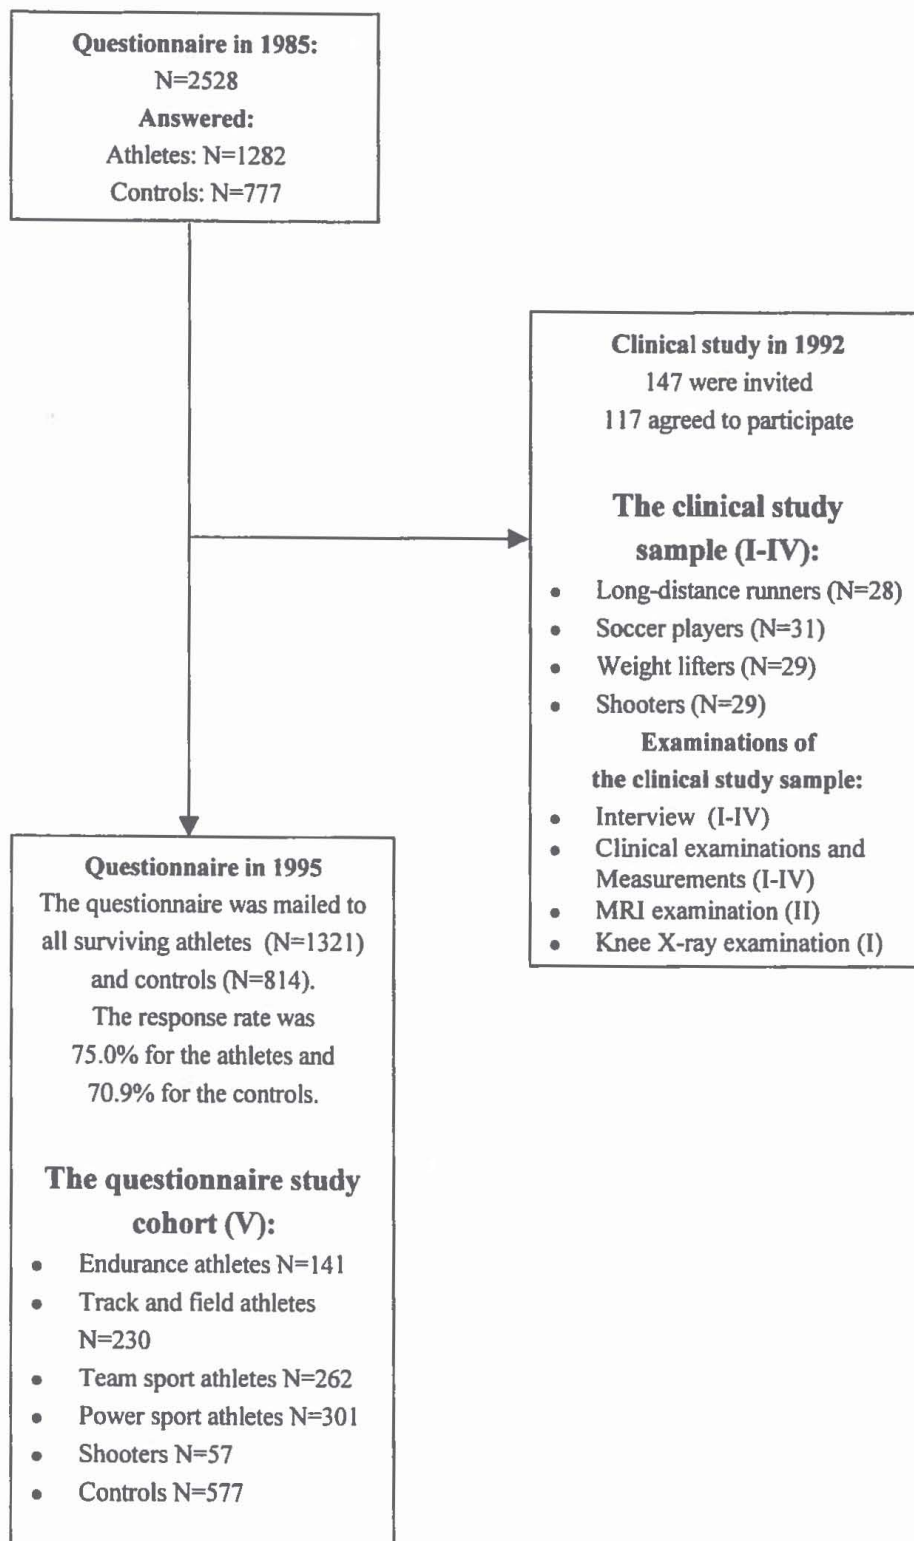 Questionnaire in 1985:
N=2528
Answered:
Athletes: N=1282
Controls: N=777
Clinical study in 1992
147 were invited
117 agreed to participate
The clinical study
sample (I-IV):
• Long-distance runners (N=28)
• Soccer players (N=31)
• Weight lifters (N=29)
• Shooters (N=29)
Examinations of
the clinical study sample:
• Interview (I-IV)
• Clinical examinations and
Measurements (I-IV)
• MRI examination (II)
• Knee X-ray examination (I)
Questionnaire in 1995
The questionnaire was mailed to
all surviving athletes (N=1321)
and controls (N=814).
The response rate was
75.0% for the athletes and
70.9% for the controls.
The questionnaire study
cohort (V):
• Endurance athletes N=141
• Track and field athletes
N=230
• Team sport athletes N=262
• Power sport athletes N=301
• Shooters N=57
• Controls N=577